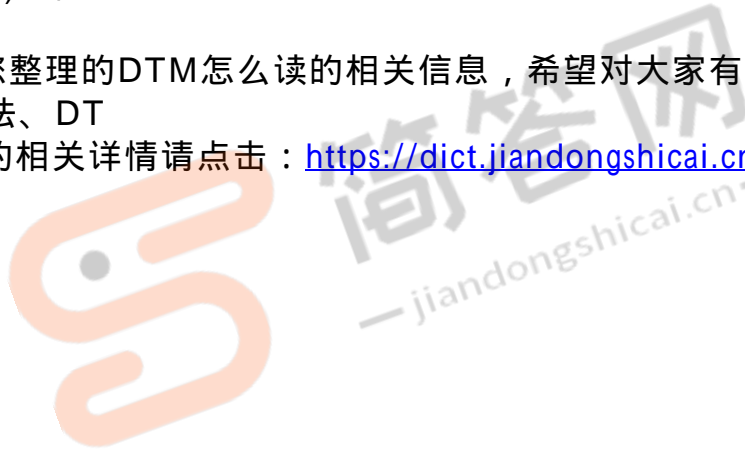 整理的DTM怎么读的相关信息，希望对大家有
法、DT
的相关详情请点击：https://dict.jiandongshicai.cn
简答网
jiandongshicai.cn